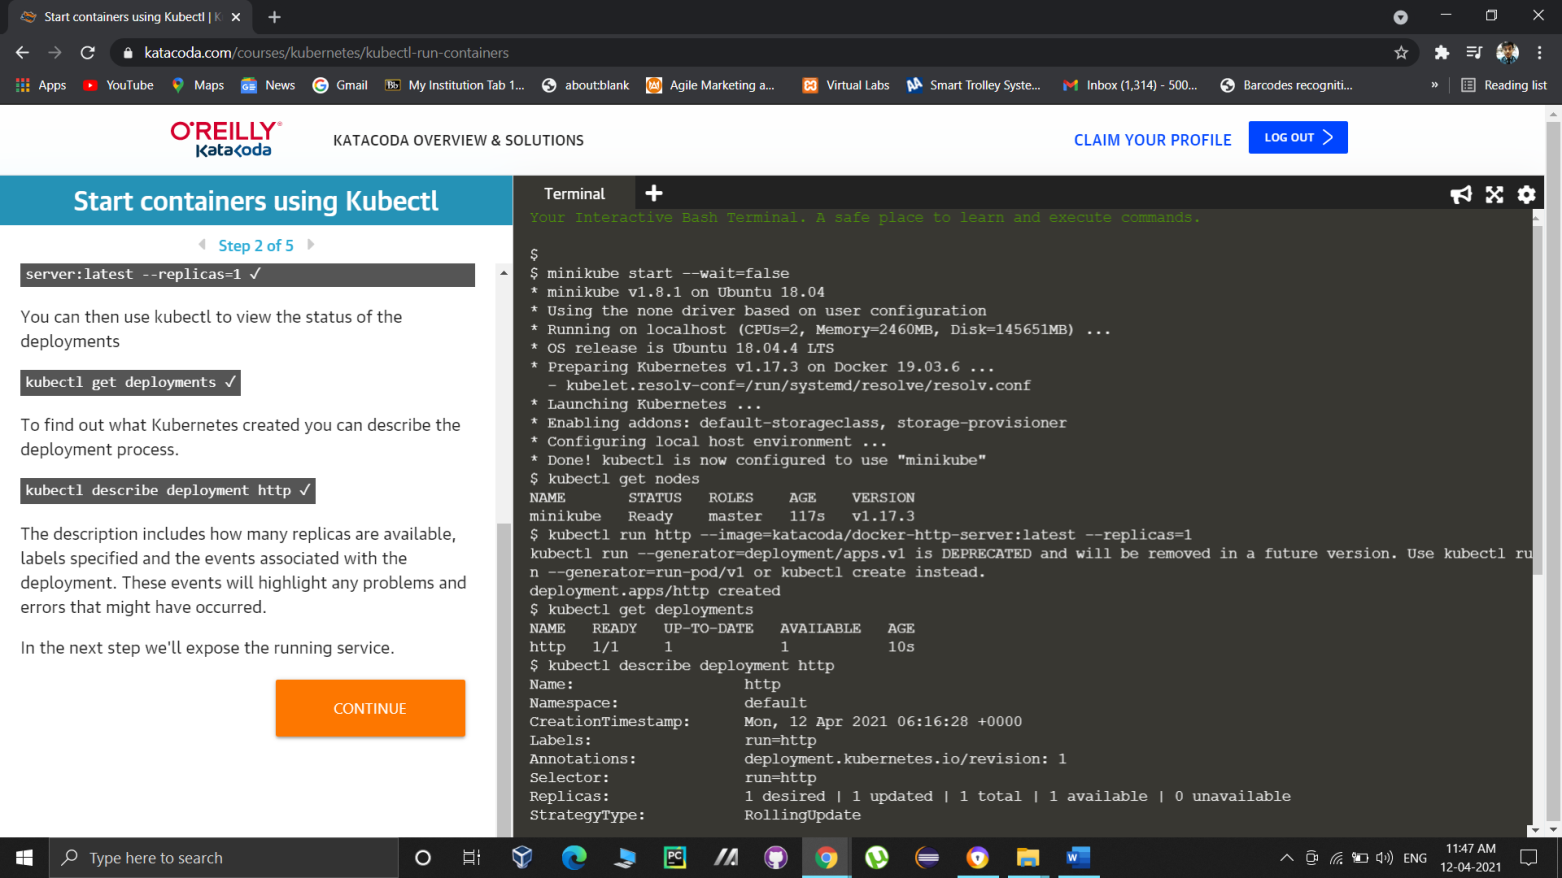 Start containers using Kubectl | K
katacoda.com/courses/kubernetes/kubectl-run-containers
Apps YouTube Maps News Gmail My Institution Tab 1... about:blank Agile Marketing a... Virtual Labs Smart Trolley Syste... Inbox (1,314) - 500... Barcodes recogniti... » Reading list
O'REILLY
Katacoda
KATACODA OVERVIEW & SOLUTIONS
CLAIM YOUR PROFILE
LOG OUT
Start containers using Kubectl
Step 2 of 5
server:latest --replicas=1 ✓
You can then use kubectl to view the status of the
deployments
kubectl get deployments ✓
To find out what Kubernetes created you can describe the
deployment process.
kubectl describe deployment http ✓
The description includes how many replicas are available,
labels specified and the events associated with the
deployment. These events will highlight any problems and
errors that might have occurred.
In the next step we'll expose the running service.
CONTINUE
Terminal
Your Interactive Bash Terminal. A safe place to learn and execute commands.
$
$ minikube start --wait=false
* minikube v1.8.1 on Ubuntu 18.04
* Using the none driver based on user configuration
* Running on localhost (CPUs=2, Memory=2460MB, Disk=145651MB) ...
* OS release is Ubuntu 18.04.4 LTS
* Preparing Kubernetes v1.17.3 on Docker 19.03.6 ...
- kubelet.resolv-conf=/run/systemd/resolve/resolv.conf
* Launching Kubernetes ...
* Enabling addons: default-storageclass, storage-provisioner
* Configuring local host environment ...
* Done! kubectl is now configured to use "minikube"
$ kubectl get nodes
NAME STATUS ROLES AGE VERSION
minikube Ready master 117s v1.17.3
$ kubectl run http --image=katacoda/docker-http-server:latest --replicas=1
kubectl run --generator=deployment/apps.v1 is DEPRECATED and will be removed in a future version. Use kubectl ru
n --generator=run-pod/v1 or kubectl create instead.
deployment.apps/http created
$ kubectl get deployments
NAME READY UP-TO-DATE AVAILABLE AGE
http 1/1 1 1 10s
$ kubectl describe deployment http
Name: http
Namespace: default
CreationTimestamp: Mon, 12 Apr 2021 06:16:28 +0000
Labels: run=http
Annotations: deployment.kubernetes.io/revision: 1
Selector: run=http
Replicas: 1 desired | 1 updated | 1 total | 1 available | 0 unavailable
StrategyType: RollingUpdate
Type here to search
PC
ENG
11:47 AM
12-04-2021